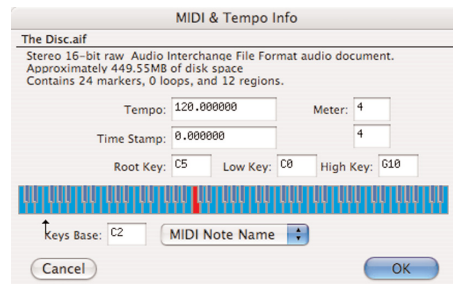 MIDI & Tempo Info
The Disc.aif
Stereo 16-bit raw Audio Interchange File Format audio document.
Approximately 449.55MB of disk space
Contains 24 markers, 0 loops, and 12 regions.
Tempo: 120.000000 Meter: 4
Time Stamp: 0.000000 4
Root Key: C5 Low Key: C0 High Key: G10
Keys Base: C2 MIDI Note Name
Cancel OK